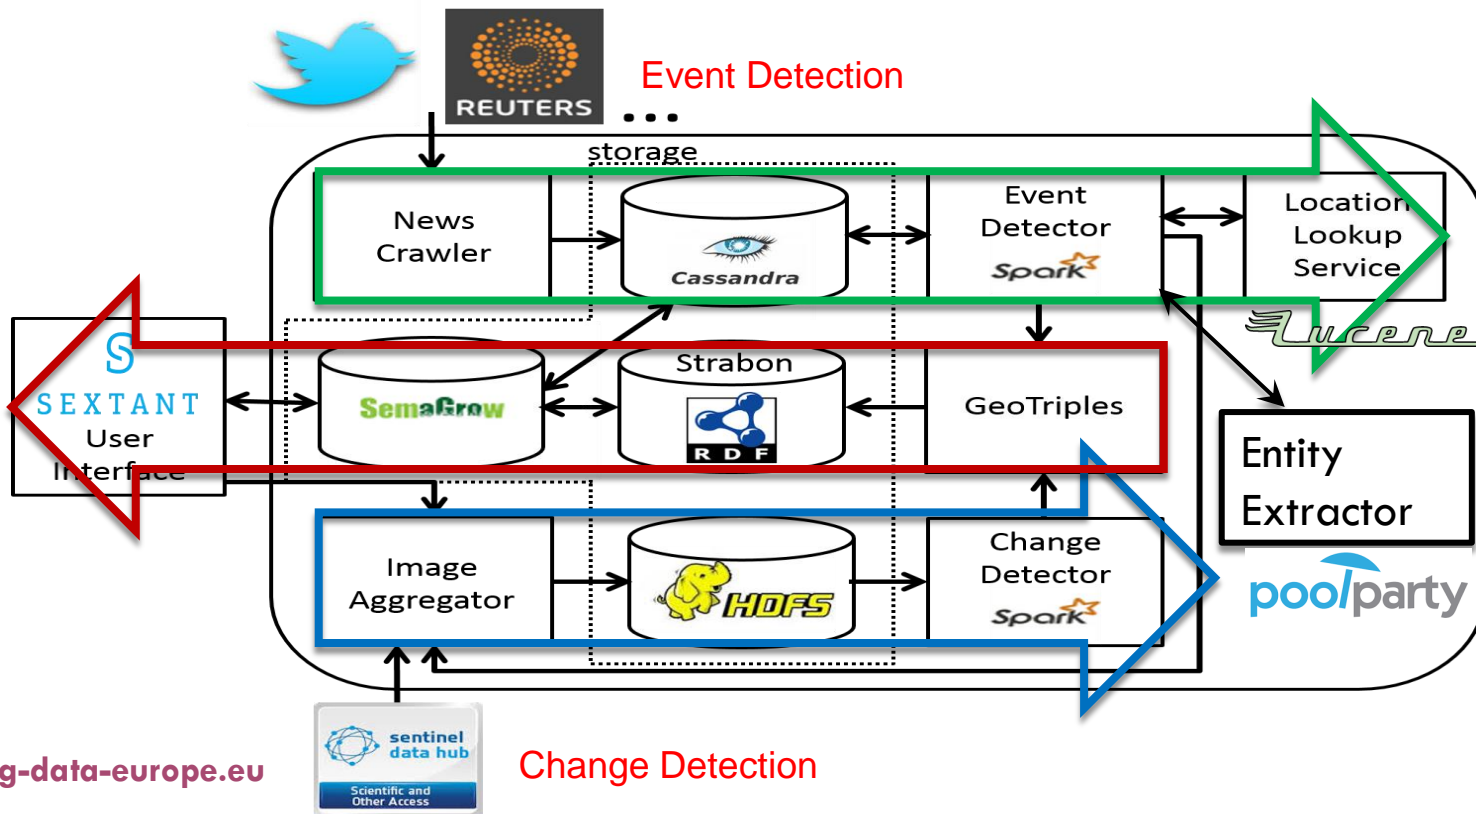 REUTERS
Event Detection
...
storage
News
Crawler
Cassandra
Event
Detector
Spark
Location
Lookup
Service
Lucene
S
SEXTANT
User
Interface
SemaGrow
Strabon
RDF
GeoTriples
Entity
Extractor
poolparty
Image
Aggregator
HDFS
Change
Detector
Spark
sentinel
data hub
Scientific and
Other Access
g-data-europe.eu
Change Detection